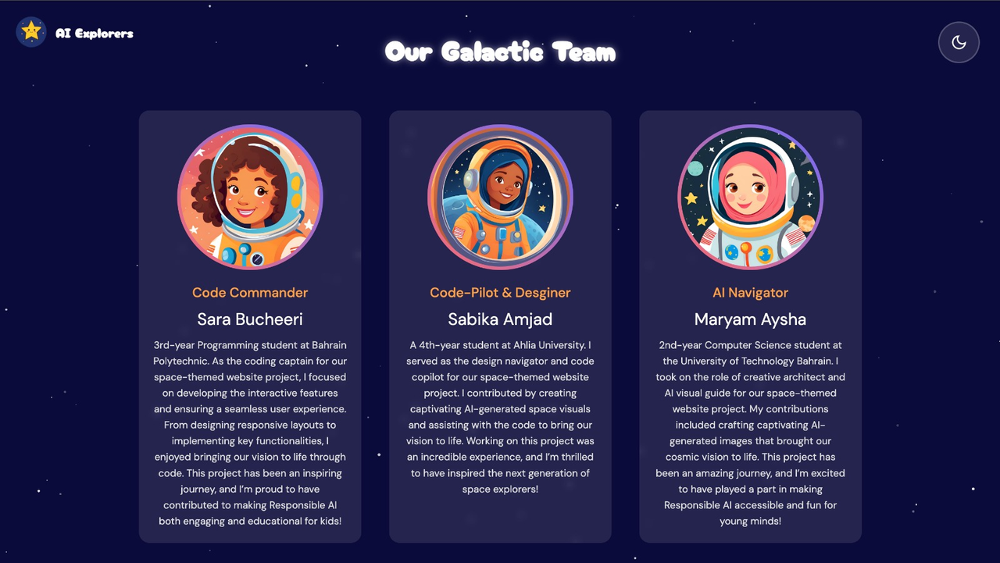 AI Explorers
Our Galactic Team
Code Commander
Sara Bucheeri
3rd-year Programming student at Bahrain
Polytechnic. As the coding captain for our
space-themed website project, I focused
on developing the interactive features
and ensuring a seamless user experience.
From designing responsive layouts to
implementing key functionalities, I
enjoyed bringing our vision to life through
code. This project has been an inspiring
journey, and I'm proud to have
contributed to making Responsible AI
both engaging and educational for kids!
Code-Pilot & Desginer
Sabika Amjad
A 4th-year student at Ahlia University. I
served as the design navigator and code
copilot for our space-themed website
project. I contributed by creating
captivating AI-generated space visuals
and assisting with the code to bring our
vision to life. Working on this project was
an incredible experience, and I'm thrilled
to have inspired the next generation of
space explorers!
AI Navigator
Maryam Aysha
2nd-year Computer Science student at
the University of Technology Bahrain. I
took on the role of creative architect and
AI visual guide for our space-themed
website project. My contributions
included crafting captivating AI-
generated images that brought our
cosmic vision to life. This project has
been an amazing journey, and I'm excited
to have played a part in making
Responsible AI accessible and fun for
young minds!